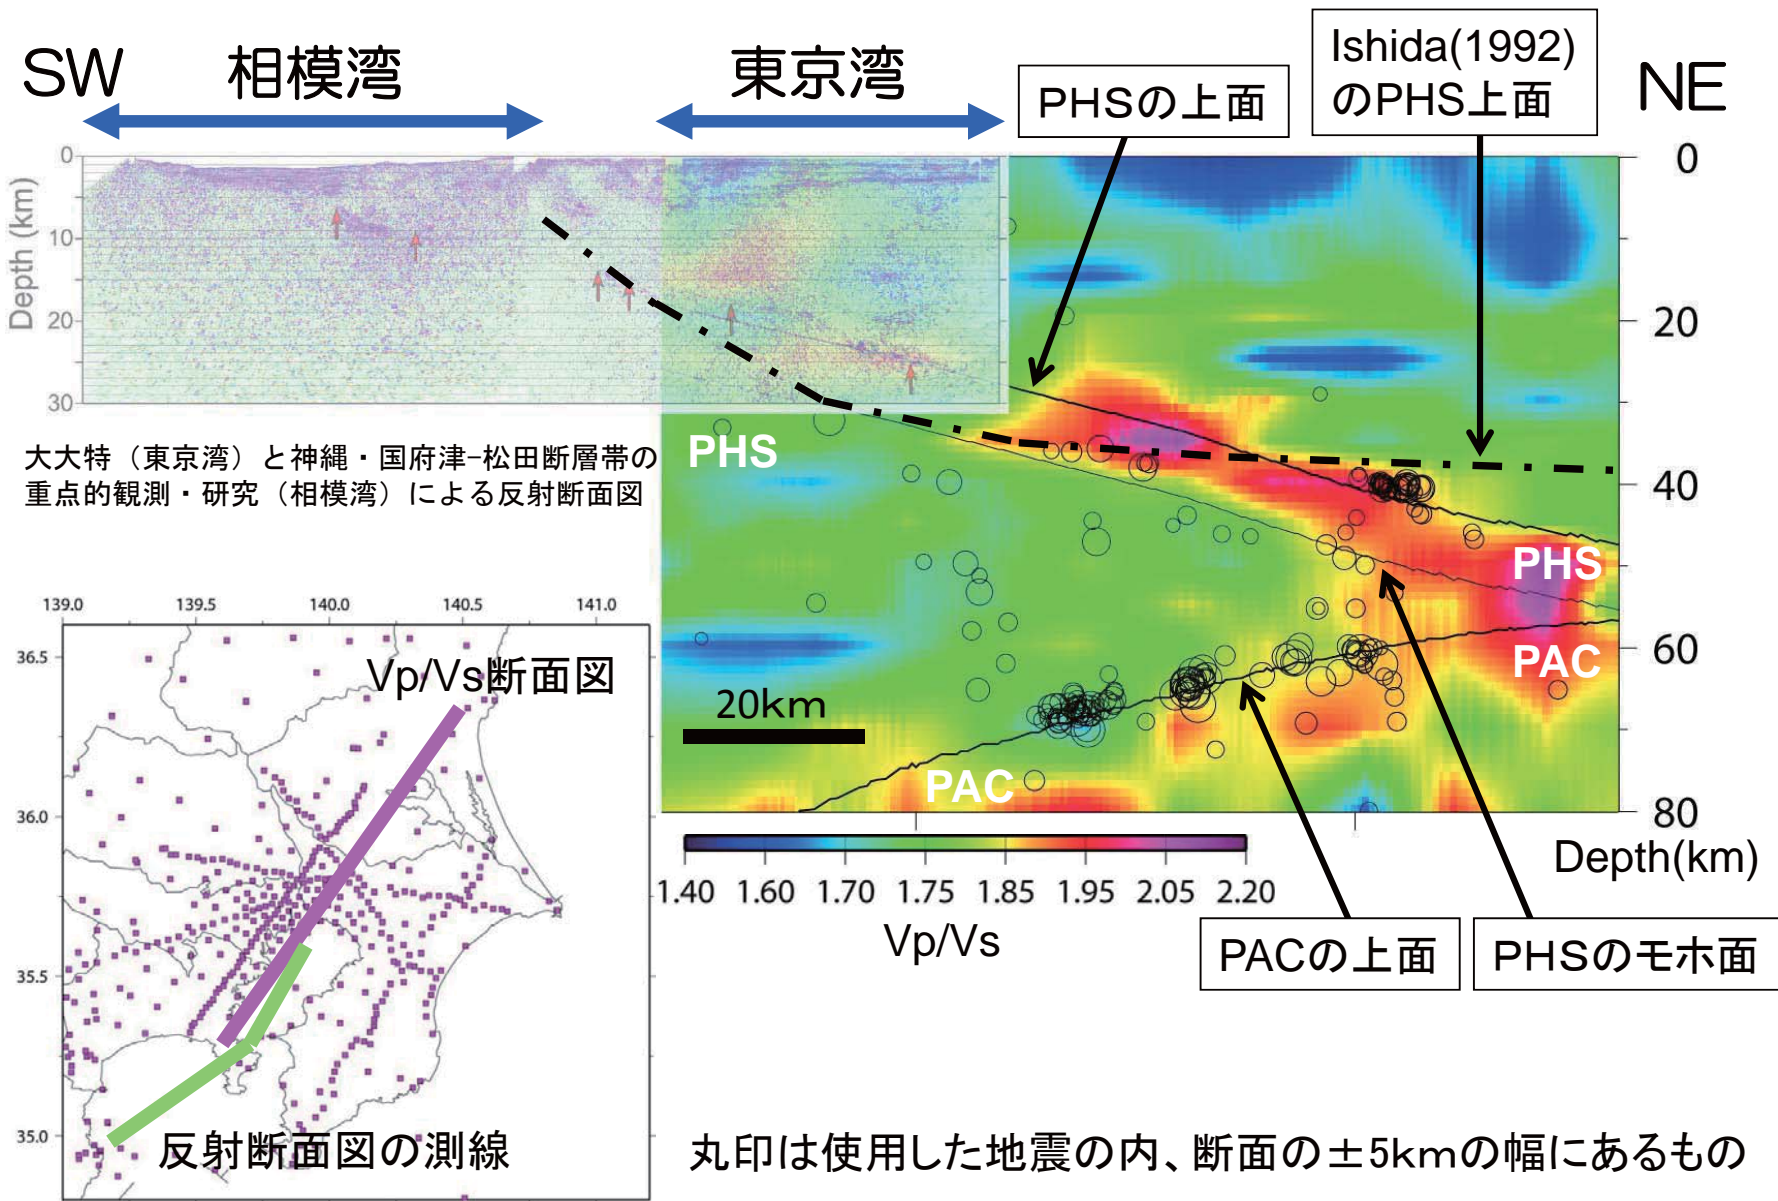 SW
相模湾
東京湾
PHSの上面
Ishida(1992)
のPHS上面
NE
Depth (km)
0
10
20
30
0
20
40
60
80
大大特（東京湾）と神縄・国府津-松田断層帯の
重点的観測・研究（相模湾）による反射断面図
PHS
PHS
PAC
PAC
20km
1.40 1.60 1.70 1.75 1.85 1.95 2.05 2.20
Vp/Vs
Depth(km)
PACの上面
PHSのモホ面
139.0 139.5 140.0 140.5 141.0
36.5
36.0
35.5
35.0
Vp/Vs断面図
反射断面図の測線
丸印は使用した地震の内、断面の±5kmの幅にあるもの